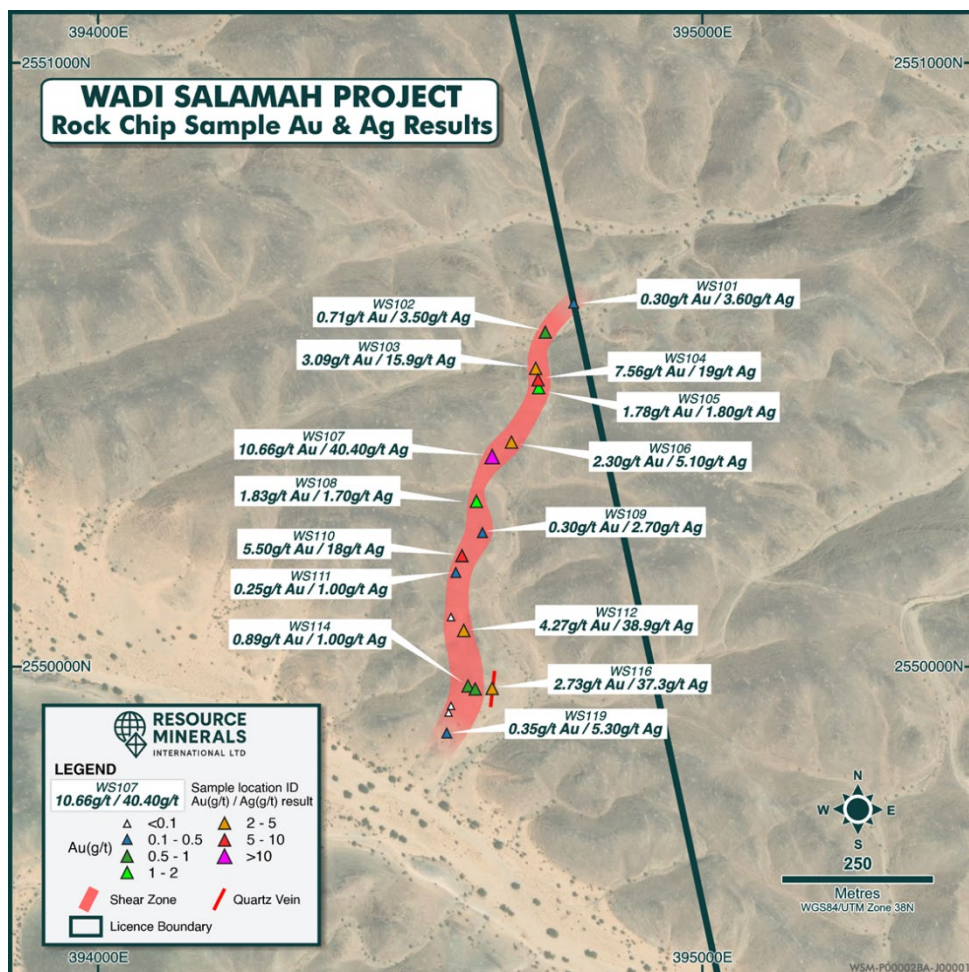 394000E
395000E
2551000N
2551000N
WADI SALAMAH PROJECT
Rock Chip Sample Au & Ag Results
WS101
0.30g/t Au / 3.60g/t Ag
WS102
0.71g/t Au / 3.50g/t Ag
WS103
3.09g/t Au / 15.9g/t Ag
WS104
7.56g/t Au / 19g/t Ag
WS105
1.78g/t Au / 1.80g/t Ag
WS107
10.66g/t Au / 40.40g/t Ag
WS106
2.30g/t Au / 5.10g/t Ag
WS108
1.83g/t Au / 1.70g/t Ag
WS109
0.30g/t Au / 2.70g/t Ag
WS110
5.50g/t Au / 18g/t Ag
WS111
0.25g/t Au / 1.00g/t Ag
WS112
4.27g/t Au / 38.9g/t Ag
WS114
0.89g/t Au / 1.00g/t Ag
2550000N
2550000N
WS116
2.73g/t Au / 37.3g/t Ag
WS119
0.35g/t Au / 5.30g/t Ag
RESOURCE
MINERALS
INTERNATIONAL LTD
LEGEND
WS107
10.66g/t / 40.40g/t
Sample location ID
Au(g/t) / Ag(g/t) result
Au(g/t)
<0.1
0.1 - 0.5
0.5 - 1
1 - 2
2 - 5
5 - 10
>10
Shear Zone
Quartz Vein
Licence Boundary
N
W
E
S
250
Metres
WGS84/UTM Zone 38N
394000E
395000E
WSM-P00002BA-J00001